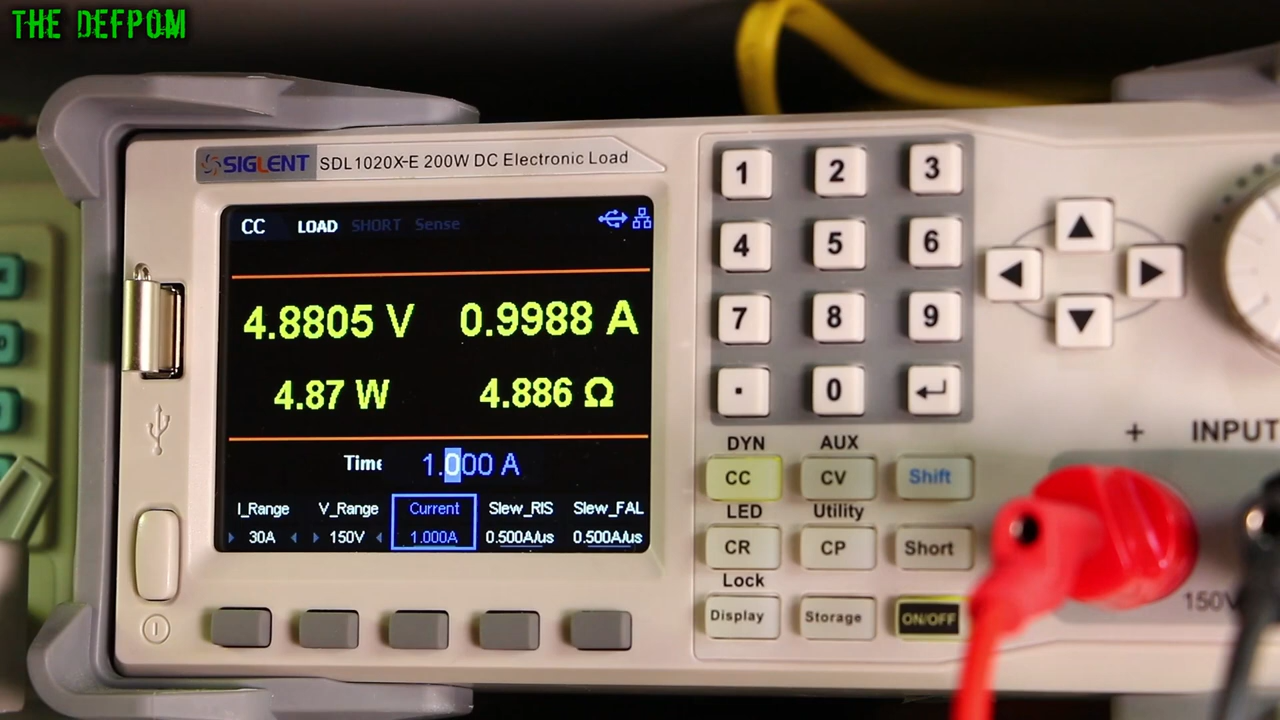 THE DEFPOM
SIGLENT SDL1020X-E 200W DC Electronic Load
CC LOAD SHORT Sense
4.8805 V 0.9988 A
4.87 W 4.886 Ω
Time 1.000 A
I_Range V_Range Current Slew_RIS Slew_FAL
30A 150V 1.000A 0.500A/us 0.500A/us
1 2 3
4 5 6
7 8 9
. 0
DYN AUX
CC CV Shift
LED Utility
CR CP Short
Lock
Display Storage ON/OFF
+ INPUT
150V